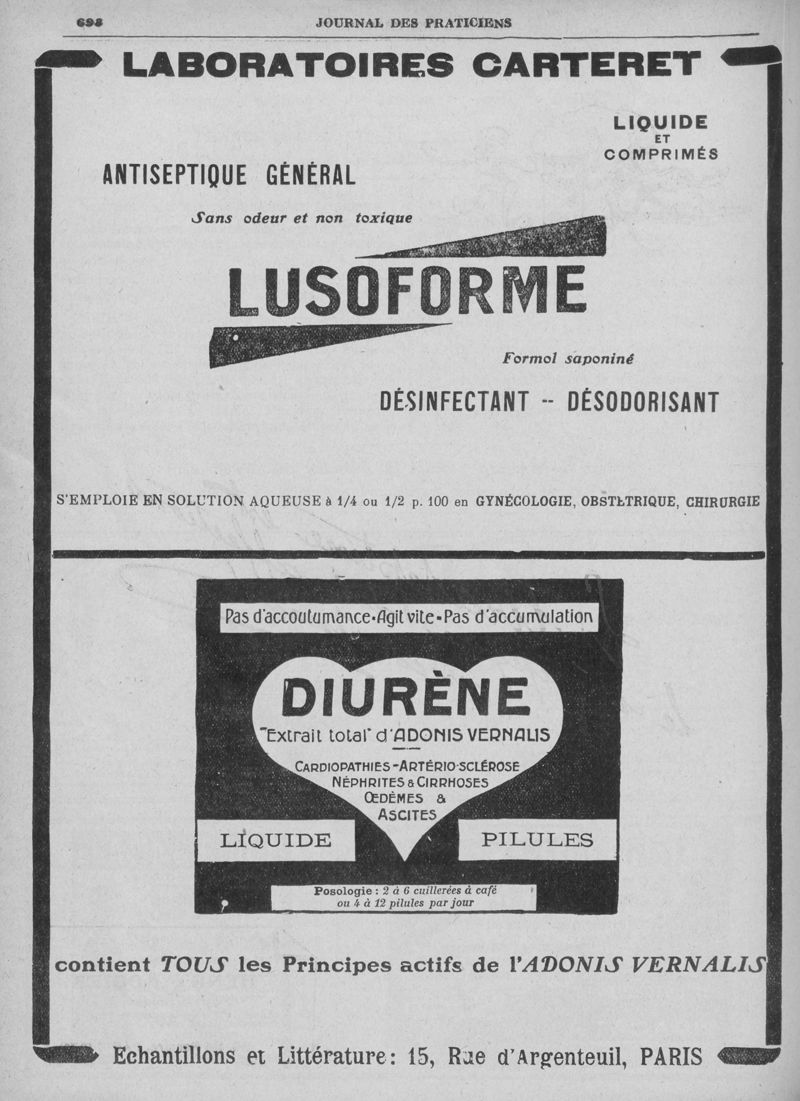 698
JOURNAL DES PRATICIENS
LABORATOIRES CARTERET
LIQUIDE
ET
COMPRIMÉS
ANTISEPTIQUE GÉNÉRAL
Sans odeur et non toxique
LUSOFORME
Formol saponiné
DÉSINFECTANT -- DÉSODORISANT
S'EMPLOIE EN SOLUTION AQUEUSE à 1/4 ou 1/2 p. 100 en GYNÉCOLOGIE, OBSTÉTRIQUE, CHIRURGIE
Pas d'accoutumance•Agit vite•Pas d'accumulation
DIURÈNE
"Extrait total" d'ADONIS VERNALIS
CARDIOPATHIES-ARTÉRIO-SCLÉROSE
NÉPHRITES & CIRRHOSES
ŒDÈMES &
ASCITES
LIQUIDE
PILULES
Posologie : 2 à 6 cuillerées à café
ou 4 à 12 pilules par jour
contient TOUS les Principes actifs de l'ADONIS VERNALIS
Echantillons et Littérature: 15, Rue d'Argenteuil, PARIS